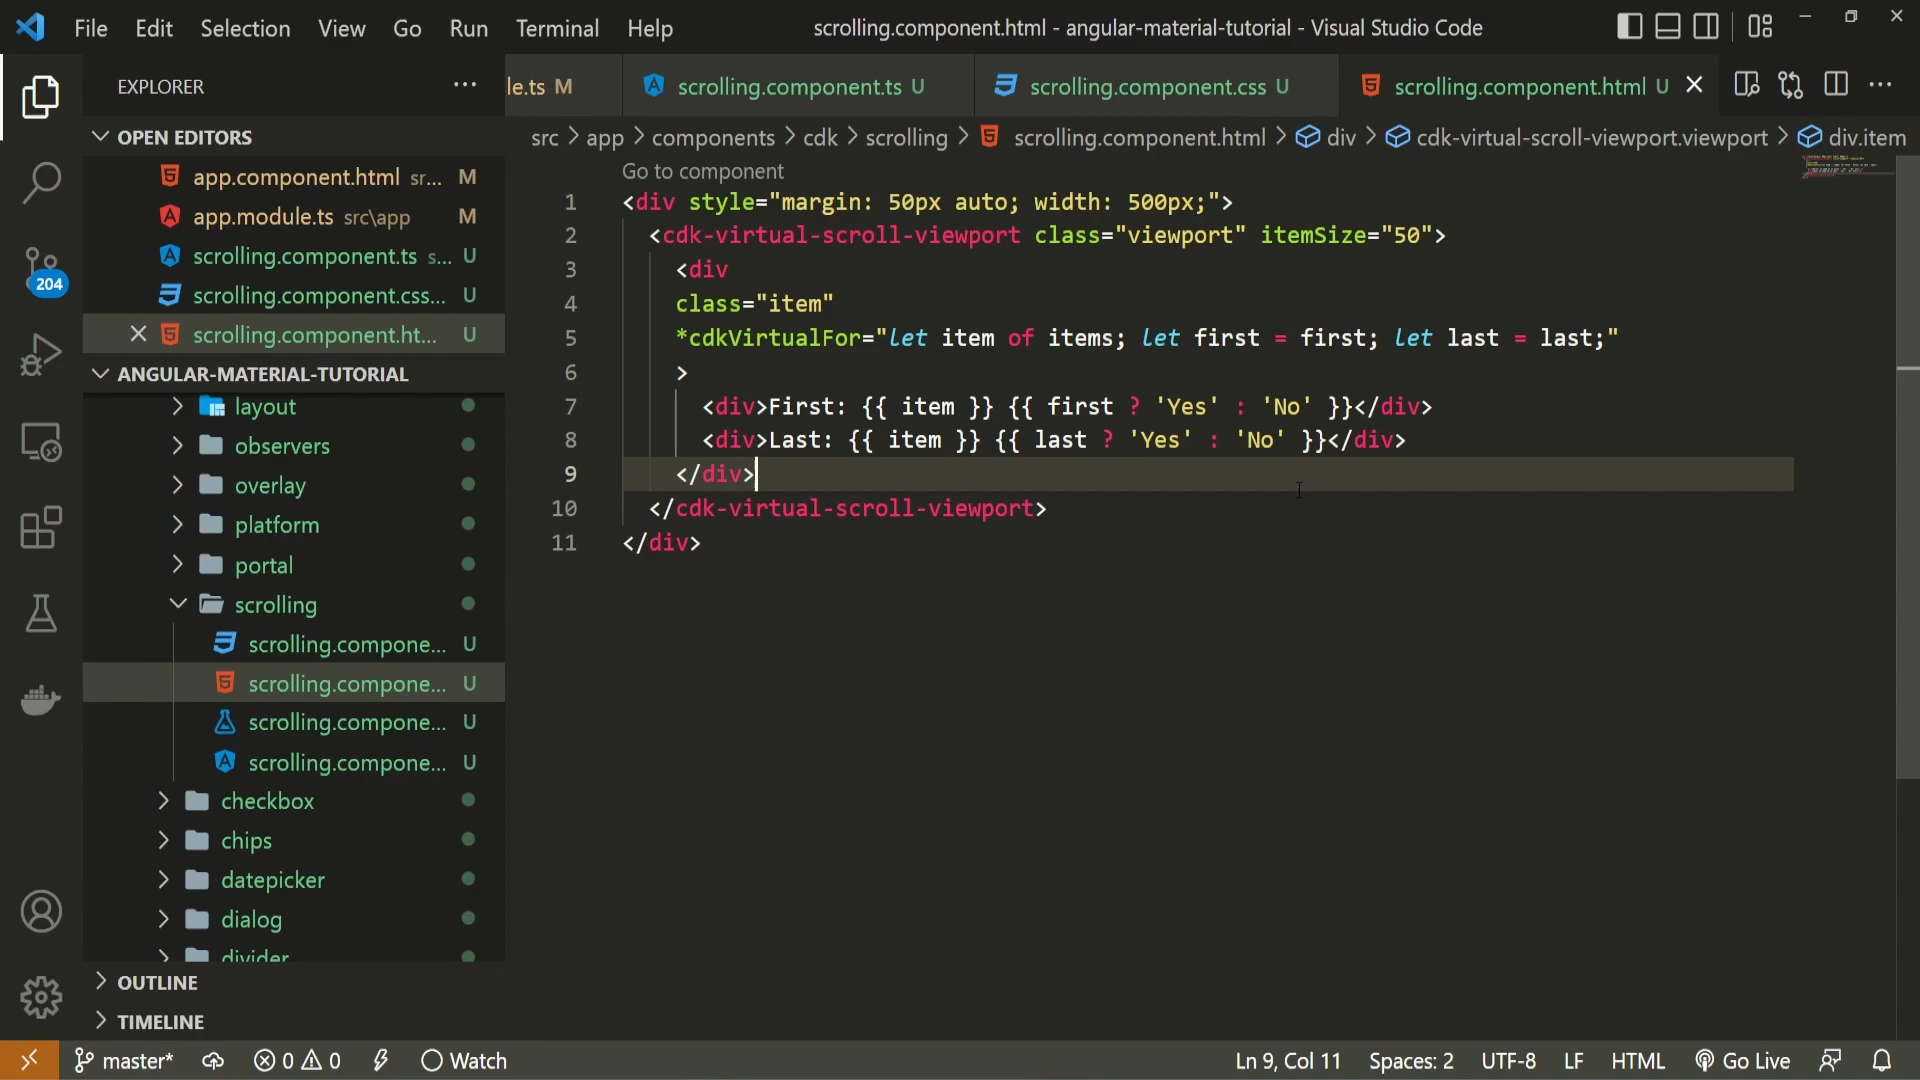 File Edit Selection View Go Run Terminal Help scrolling.component.html - angular-material-tutorial - Visual Studio Code
EXPLORER
le.ts M scrolling.component.ts U scrolling.component.css U scrolling.component.html U
OPEN EDITORS
app.component.html sr... M
app.module.ts src\app M
scrolling.component.ts s... U
scrolling.component.css... U
scrolling.component.ht... U
ANGULAR-MATERIAL-TUTORIAL
layout
observers
overlay
platform
portal
scrolling
scrolling.compone... U
scrolling.compone... U
scrolling.compone... U
scrolling.compone... U
checkbox
chips
datepicker
dialog
divider
OUTLINE
TIMELINE
204
src > app > components > cdk > scrolling > scrolling.component.html > div > cdk-virtual-scroll-viewport.viewport > div.item
Go to component
1 <div style="margin: 50px auto; width: 500px;">
2 <cdk-virtual-scroll-viewport class="viewport" itemSize="50">
3 <div
4 class="item"
5 *cdkVirtualFor="let item of items; let first = first; let last = last;"
6 >
7 <div>First: {{ item }} {{ first ? 'Yes' : 'No' }}</div>
8 <div>Last: {{ item }} {{ last ? 'Yes' : 'No' }}</div>
9 </div>
10 </cdk-virtual-scroll-viewport>
11 </div>
master* 0 0 Watch Ln 9, Col 11 Spaces: 2 UTF-8 LF HTML Go Live